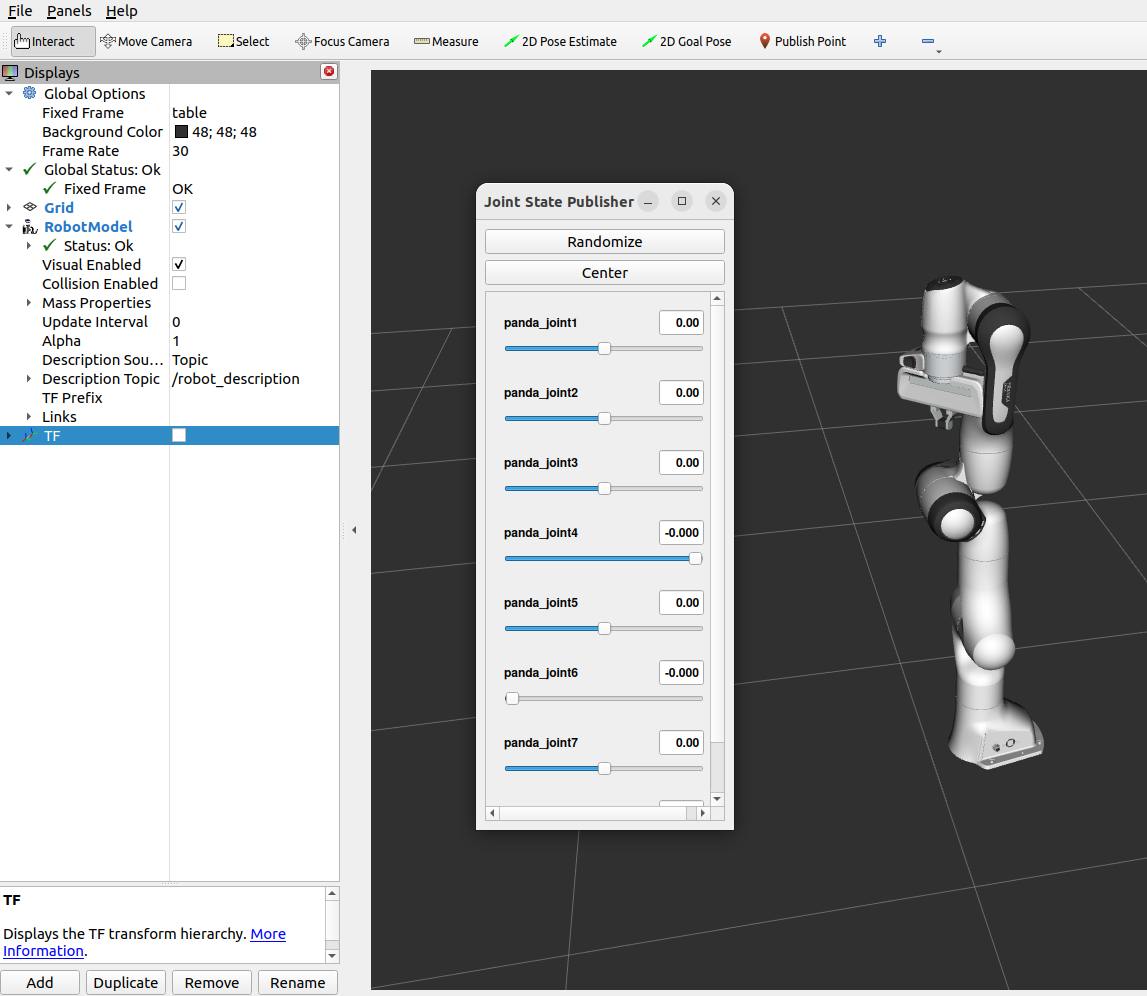 File Panels Help
Interact Move Camera Select Focus Camera Measure 2D Pose Estimate 2D Goal Pose Publish Point
Displays
Global Options
Fixed Frame table
Background Color 48; 48; 48
Frame Rate 30
Global Status: Ok
Fixed Frame OK
Grid
RobotModel
Status: Ok
Visual Enabled
Collision Enabled
Mass Properties
Update Interval 0
Alpha 1
Description Sou... Topic
Description Topic /robot_description
TF Prefix
Links
TF
TF
Displays the TF transform hierarchy. More
Information.
Add Duplicate Remove Rename
Joint State Publisher
Randomize
Center
panda_joint1 0.00
panda_joint2 0.00
panda_joint3 0.00
panda_joint4 -0.000
panda_joint5 0.00
panda_joint6 -0.000
panda_joint7 0.00